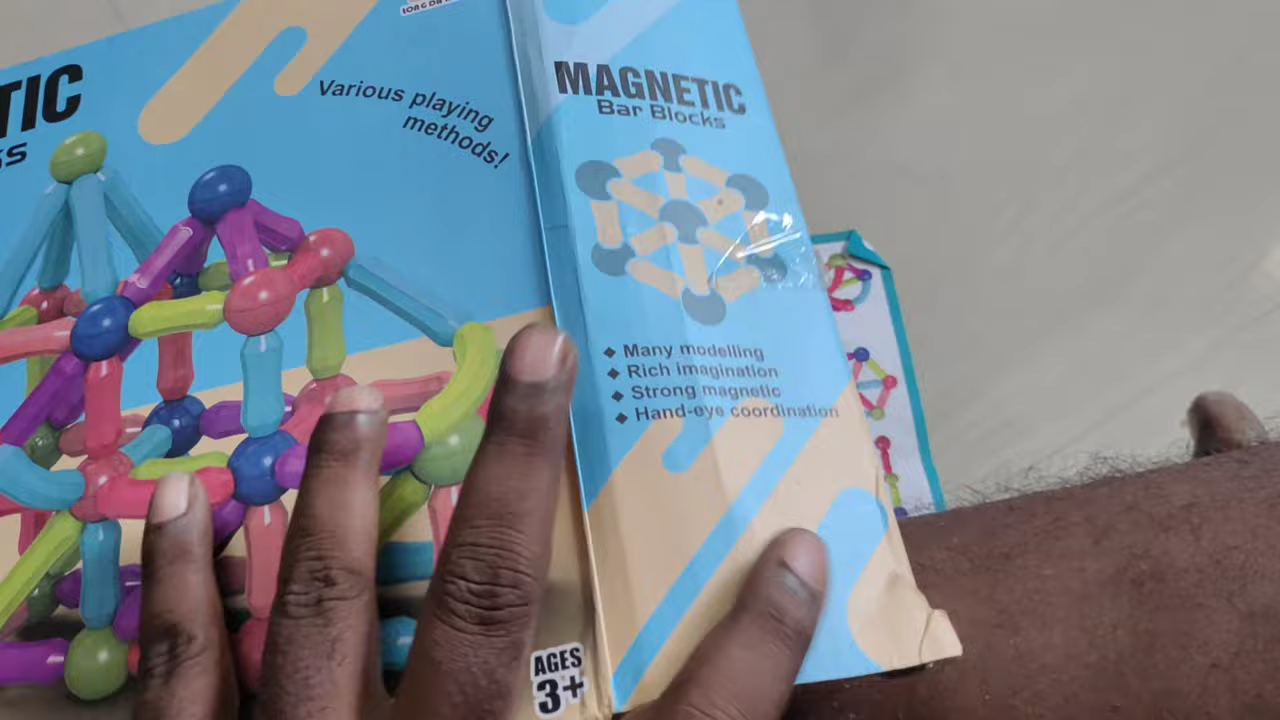 TIC
Various playing
methods!
MAGNETIC
Bar Blocks
◆ Many modelling
◆ Rich imagination
◆ Strong magnetic
◆ Hand-eye coordination
AGES
3+